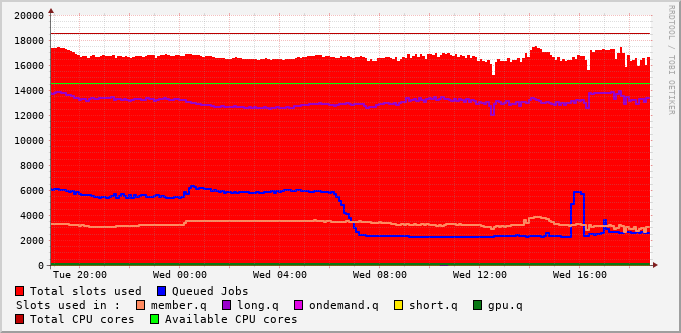 20000
18000
16000
14000
12000
10000
8000
6000
4000
2000
0
Tue 20:00 Wed 00:00 Wed 04:00 Wed 08:00 Wed 12:00 Wed 16:00
RRDTOOL / TOBI OETIKER
Total slots used Queued Jobs
Slots used in : member.q long.q ondemand.q short.q gpu.q
Total CPU cores Available CPU cores